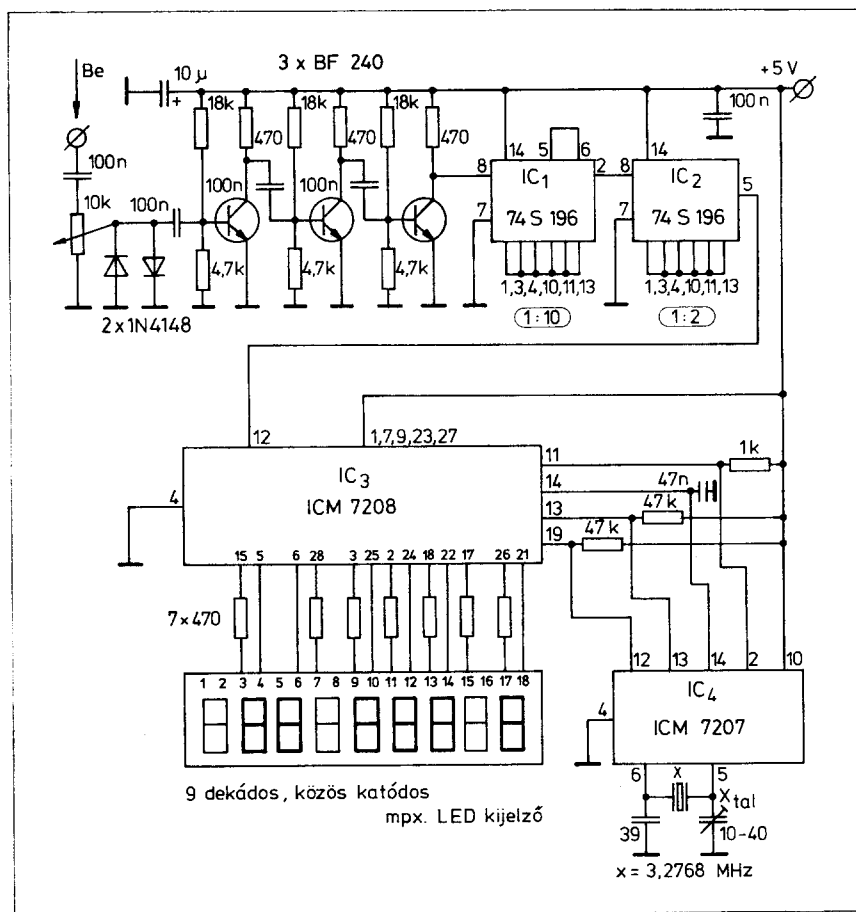 Be
10 µ
+
3 x BF 240
+5 V
18k
470
18k
470
18k
470
100n
100n
10k
100n
100n
100n
4,7k
4,7k
4,7k
2x1N4148
8
14
5
6
IC1
2
7
74 S 196
1,3,4,10,11,13
1:10
8
14
IC2
5
7
74 S 196
1,3,4,10,11,13
1:2
12
1,7,9,23,27
IC3
ICM 7208
4
11
14
13
19
1k
47n
47k
47k
15 5 6 28 3 25 2 24 18 22 17 26 21
7x470
1 2 3 4 5 6 7 8 9 10 11 12 13 14 15 16 17 18
9 dekádos, közös katódos
mpx. LED kijelző
12 13 14 2 10
IC4
ICM 7207
4
6
5
x
Xtal
39
10-40
x = 3,2768 MHz